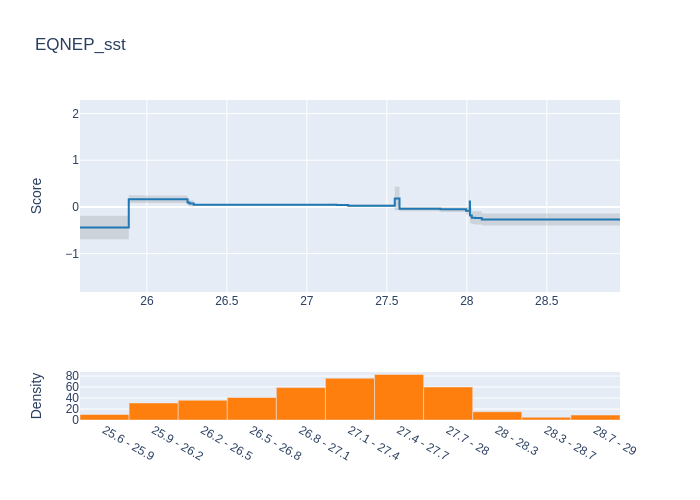 EQNEP_sst
Score
2
1
0
−1
26
26.5
27
27.5
28
28.5
Density
80
60
40
20
0
25.6 - 25.9
25.9 - 26.2
26.2 - 26.5
26.5 - 26.8
26.8 - 27.1
27.1 - 27.4
27.4 - 27.7
27.7 - 28
28 - 28.3
28.3 - 28.7
28.7 - 29